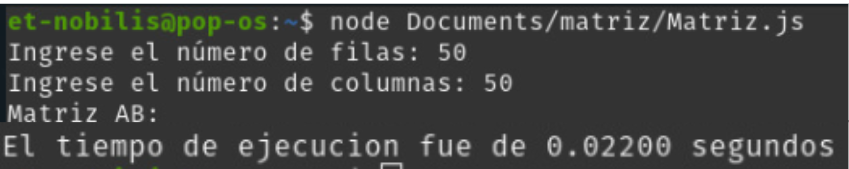 et-nobilis@pop-os:~$ node Documents/matriz/Matriz.js
Ingrese el número de filas: 50
Ingrese el número de columnas: 50
Matriz AB:
El tiempo de ejecucion fue de 0.02200 segundos